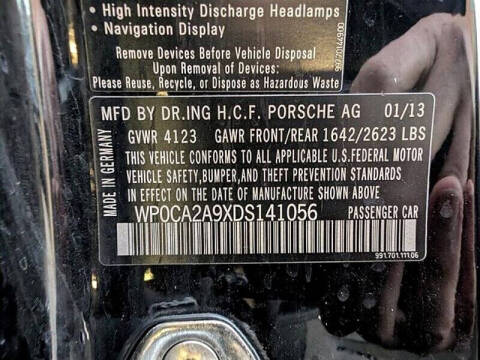 • High Intensity Discharge Headlamps
• Navigation Display
Remove Devices Before Vehicle Disposal
Upon Removal of Devices:
Please Reuse, Recycle, or Dispose as Hazardous Waste
MFD BY DR.ING H.C.F. PORSCHE AG 01/13
GVWR 4123 GAWR FRONT/REAR 1642/2623 LBS
THIS VEHICLE CONFORMS TO ALL APPLICABLE U.S.FEDERAL MOTOR
VEHICLE SAFETY,BUMPER,AND THEFT PREVENTION STANDARDS
IN EFFECT ON THE DATE OF MANUFACTURE SHOWN ABOVE
WP0CA2A9XDS141056 PASSENGER CAR
MADE IN GERMANY
991.701.111.06